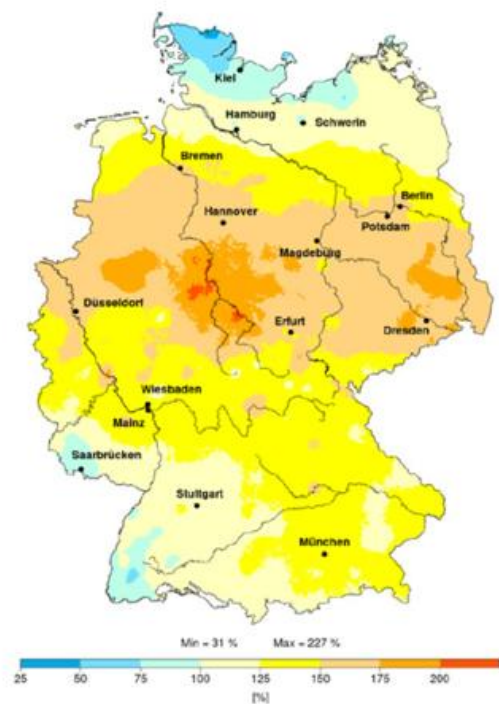 Kiel
Hamburg
Schwerin
Bremen
Berlin
Hannover
Potsdam
Magdeburg
Düsseldorf
Erfurt
Dresden
Wiesbaden
Mainz
Saarbrücken
Stuttgart
München
Min = 31 % Max = 227 %
25 50 75 100 125 150 175 200
[%]